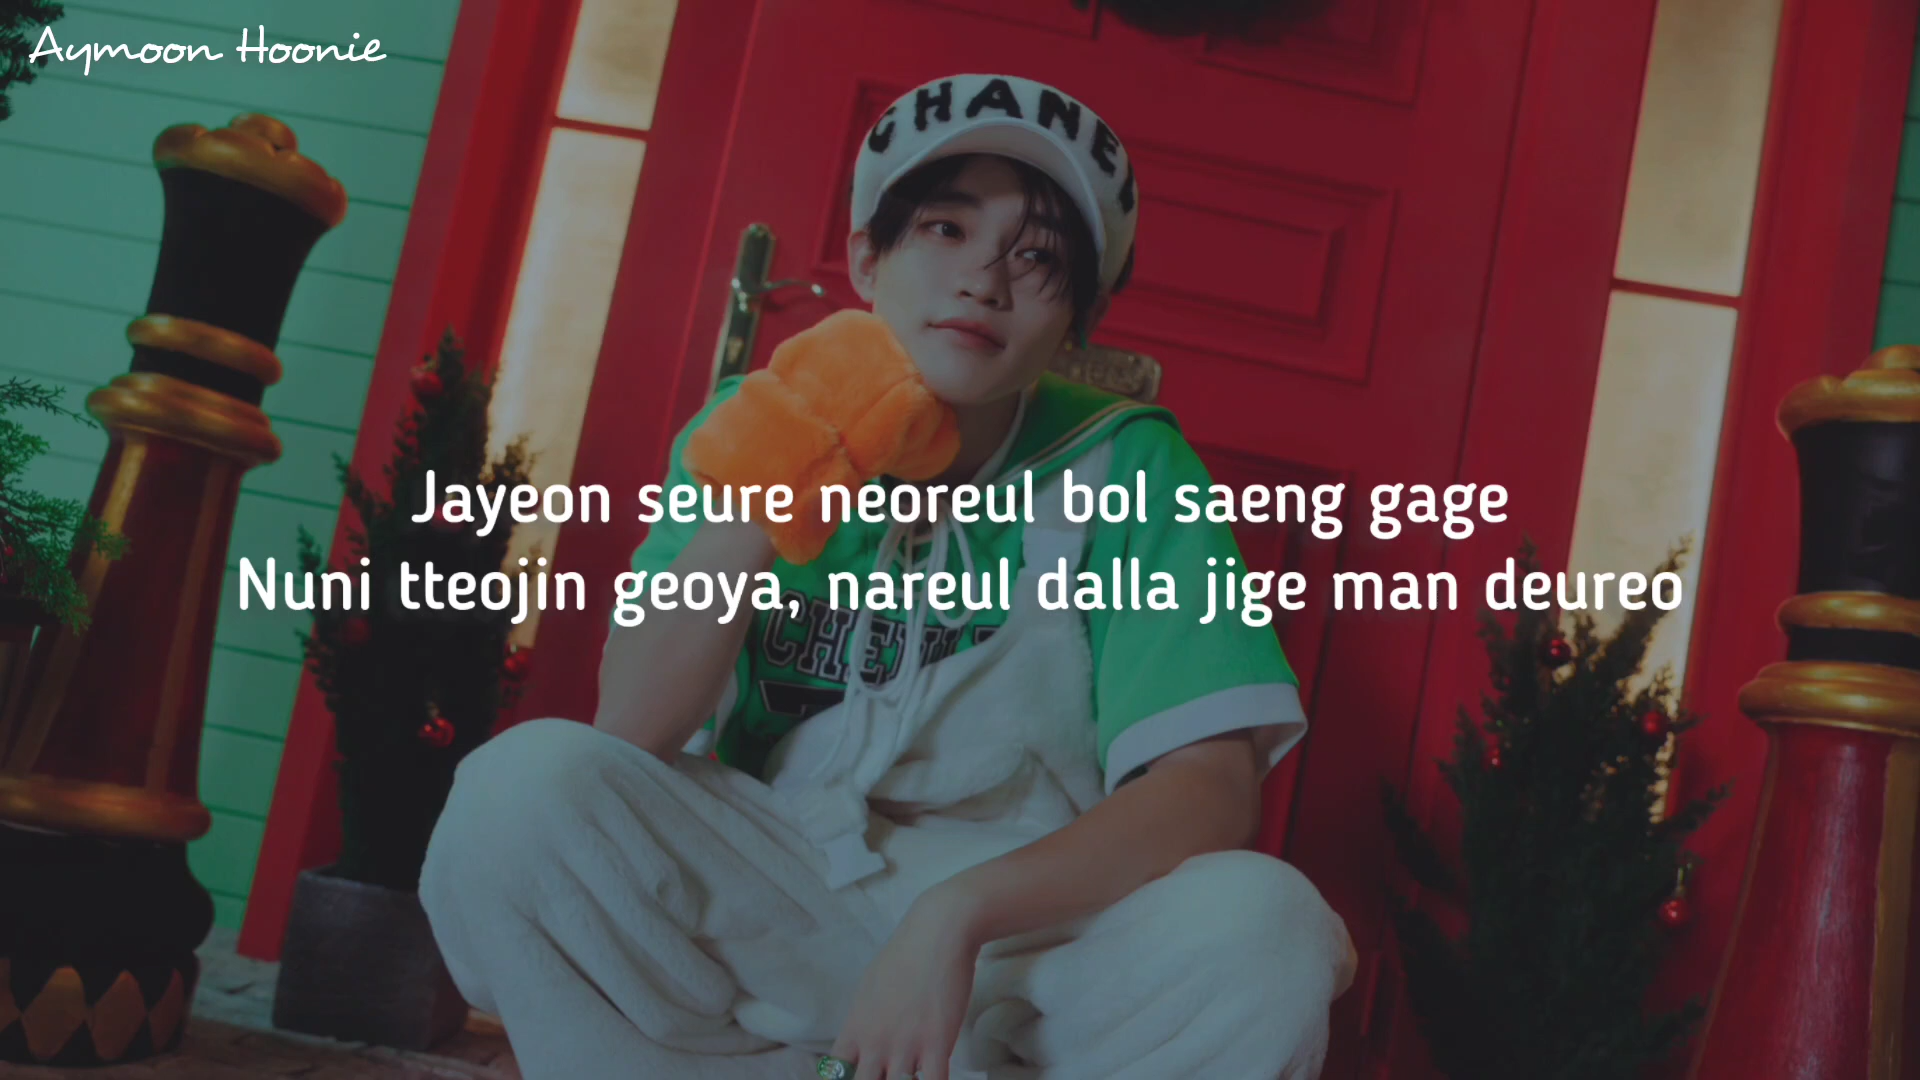 Aymoon Hoonie
CHANEL
Jayeon seure neoreul bol saeng gage
Nuni tteojin geoya, nareul dalla jige man deureo